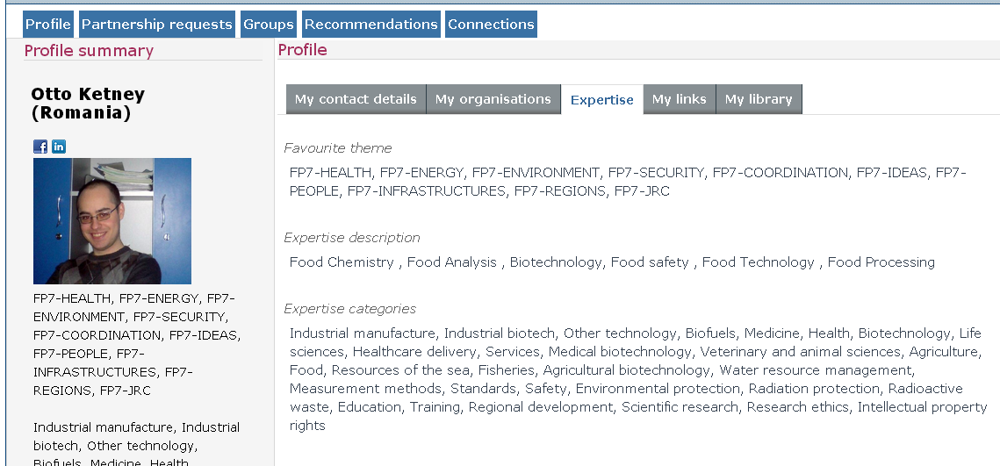 Profile
Partnership requests
Groups
Recommendations
Connections
Profile summary
Otto Ketney
(Romania)
f
in
FP7-HEALTH, FP7-ENERGY, FP7-
ENVIRONMENT, FP7-SECURITY,
FP7-COORDINATION, FP7-IDEAS,
FP7-PEOPLE, FP7-
INFRASTRUCTURES, FP7-
REGIONS, FP7-JRC
Industrial manufacture, Industrial
biotech, Other technology,
Biofuels, Medicine, Health
Profile
My contact details
My organisations
Expertise
My links
My library
Favourite theme
FP7-HEALTH, FP7-ENERGY, FP7-ENVIRONMENT, FP7-SECURITY, FP7-COORDINATION, FP7-IDEAS, FP7-
PEOPLE, FP7-INFRASTRUCTURES, FP7-REGIONS, FP7-JRC
Expertise description
Food Chemistry , Food Analysis , Biotechnology, Food safety , Food Technology , Food Processing
Expertise categories
Industrial manufacture, Industrial biotech, Other technology, Biofuels, Medicine, Health, Biotechnology, Life
sciences, Healthcare delivery, Services, Medical biotechnology, Veterinary and animal sciences, Agriculture,
Food, Resources of the sea, Fisheries, Agricultural biotechnology, Water resource management,
Measurement methods, Standards, Safety, Environmental protection, Radiation protection, Radioactive
waste, Education, Training, Regional development, Scientific research, Research ethics, Intellectual property
rights